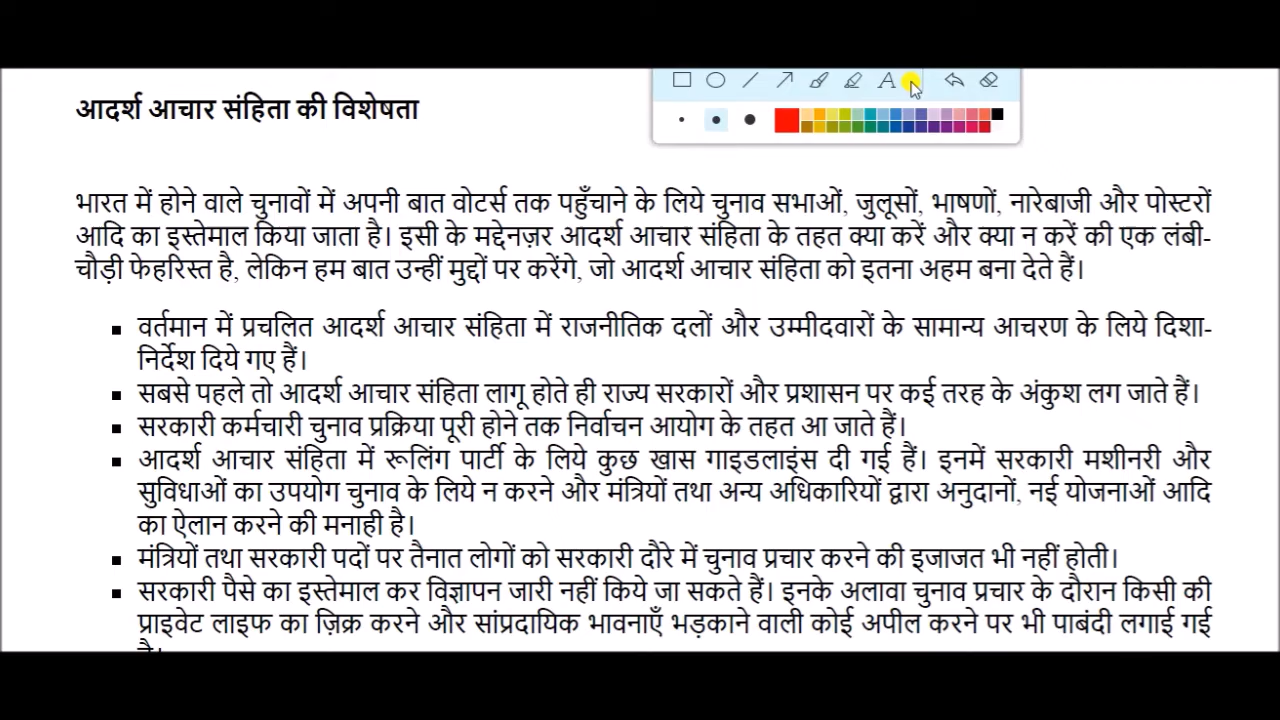 आदर्श आचार संहिता की विशेषता
भारत में होने वाले चुनावों में अपनी बात वोटर्स तक पहुँचाने के लिये चुनाव सभाओं, जुलूसों, भाषणों, नारेबाजी और पोस्टरों
आदि का इस्तेमाल किया जाता है। इसी के मद्देनज़र आदर्श आचार संहिता के तहत क्या करें और क्या न करें की एक लंबी-
चौड़ी फेहरिस्त है, लेकिन हम बात उन्हीं मुद्दों पर करेंगे, जो आदर्श आचार संहिता को इतना अहम बना देते हैं।
▪ वर्तमान में प्रचलित आदर्श आचार संहिता में राजनीतिक दलों और उम्मीदवारों के सामान्य आचरण के लिये दिशा-
निर्देश दिये गए हैं।
▪ सबसे पहले तो आदर्श आचार संहिता लागू होते ही राज्य सरकारों और प्रशासन पर कई तरह के अंकुश लग जाते हैं।
▪ सरकारी कर्मचारी चुनाव प्रक्रिया पूरी होने तक निर्वाचन आयोग के तहत आ जाते हैं।
▪ आदर्श आचार संहिता में रूलिंग पार्टी के लिये कुछ खास गाइडलाइंस दी गई हैं। इनमें सरकारी मशीनरी और
सुविधाओं का उपयोग चुनाव के लिये न करने और मंत्रियों तथा अन्य अधिकारियों द्वारा अनुदानों, नई योजनाओं आदि
का ऐलान करने की मनाही है।
▪ मंत्रियों तथा सरकारी पदों पर तैनात लोगों को सरकारी दौरे में चुनाव प्रचार करने की इजाजत भी नहीं होती।
▪ सरकारी पैसे का इस्तेमाल कर विज्ञापन जारी नहीं किये जा सकते हैं। इनके अलावा चुनाव प्रचार के दौरान किसी की
प्राइवेट लाइफ का ज़िक्र करने और सांप्रदायिक भावनाएँ भड़काने वाली कोई अपील करने पर भी पाबंदी लगाई गई